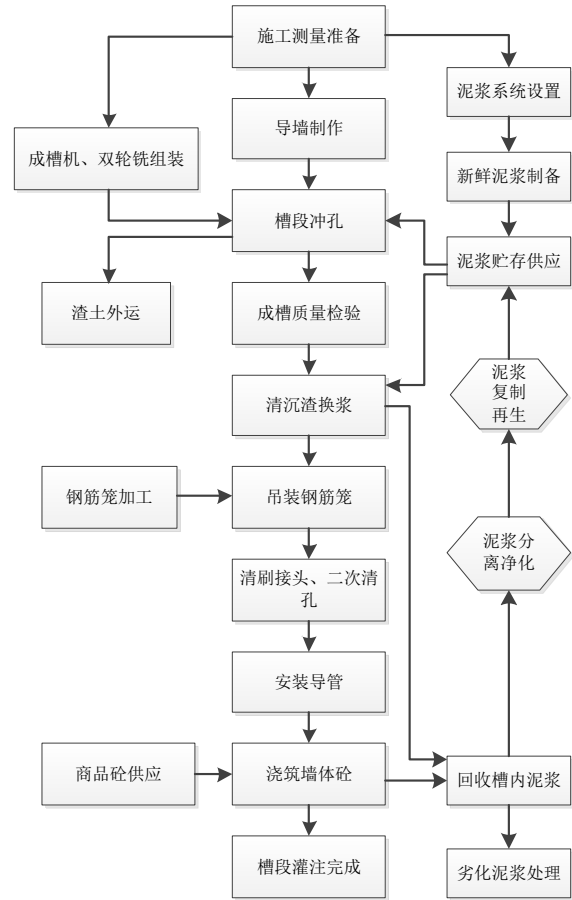 施工测量准备
泥浆系统设置
导墙制作
成槽机、双轮铣组装
新鲜泥浆制备
槽段冲孔
泥浆贮存供应
渣土外运
成槽质量检验
泥浆
复制
再生
清沉渣换浆
钢筋笼加工
吊装钢筋笼
泥浆分
离净化
清刷接头、二次清
孔
安装导管
商品砼供应
浇筑墙体砼
回收槽内泥浆
槽段灌注完成
劣化泥浆处理